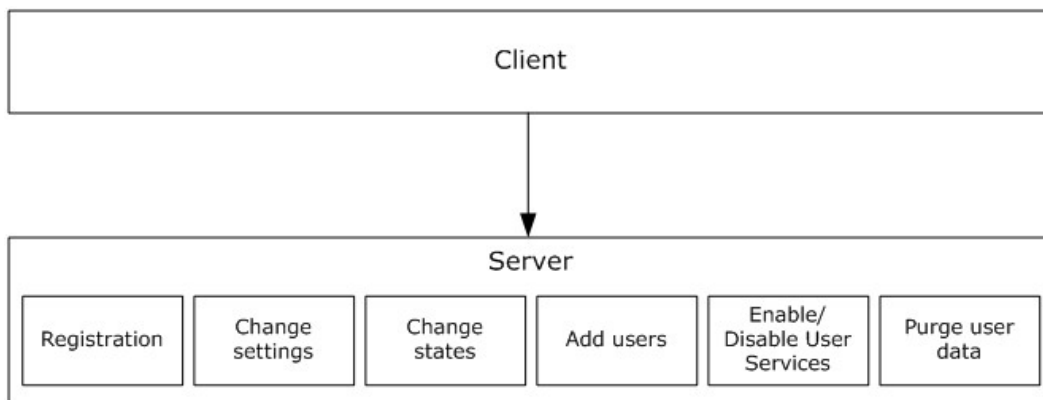 Client
Server
Registration
Change
settings
Change
states
Add users
Enable/
Disable User
Services
Purge user
data